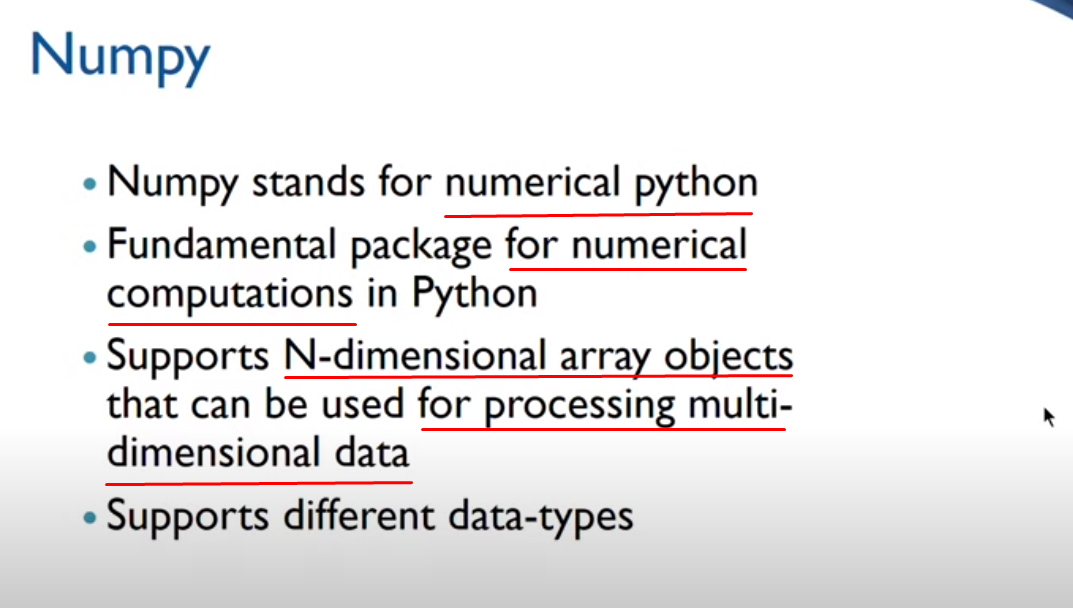 Numpy
• Numpy stands for numerical python
• Fundamental package for numerical
computations in Python
• Supports N-dimensional array objects
that can be used for processing multi-
dimensional data
• Supports different data-types